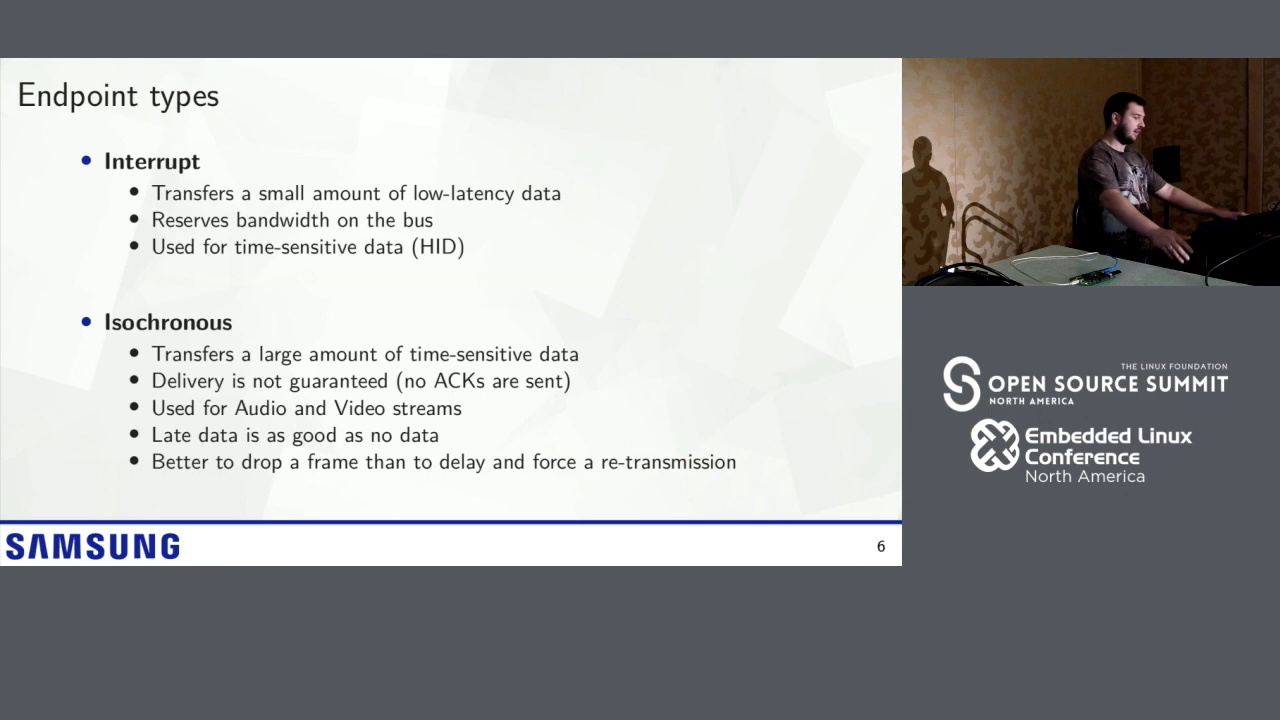 Endpoint types
• Interrupt
• Transfers a small amount of low-latency data
• Reserves bandwidth on the bus
• Used for time-sensitive data (HID)
• Isochronous
• Transfers a large amount of time-sensitive data
• Delivery is not guaranteed (no ACKs are sent)
• Used for Audio and Video streams
• Late data is as good as no data
• Better to drop a frame than to delay and force a re-transmission
SAMSUNG
6
THE LINUX FOUNDATION
OPEN SOURCE SUMMIT
NORTH AMERICA
Embedded Linux
Conference
North America